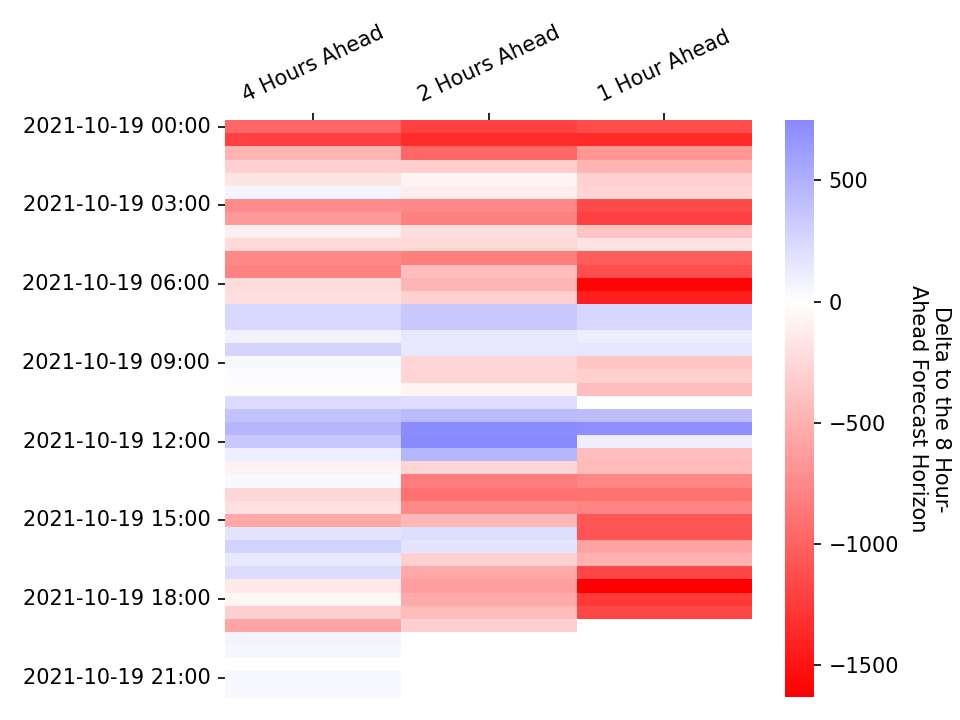 4 Hours Ahead
2 Hours Ahead
1 Hour Ahead
2021-10-19 00:00
2021-10-19 03:00
2021-10-19 06:00
2021-10-19 09:00
2021-10-19 12:00
2021-10-19 15:00
2021-10-19 18:00
2021-10-19 21:00
500
0
−500
−1000
−1500
Delta to the 8 Hour-
Ahead Forecast Horizon